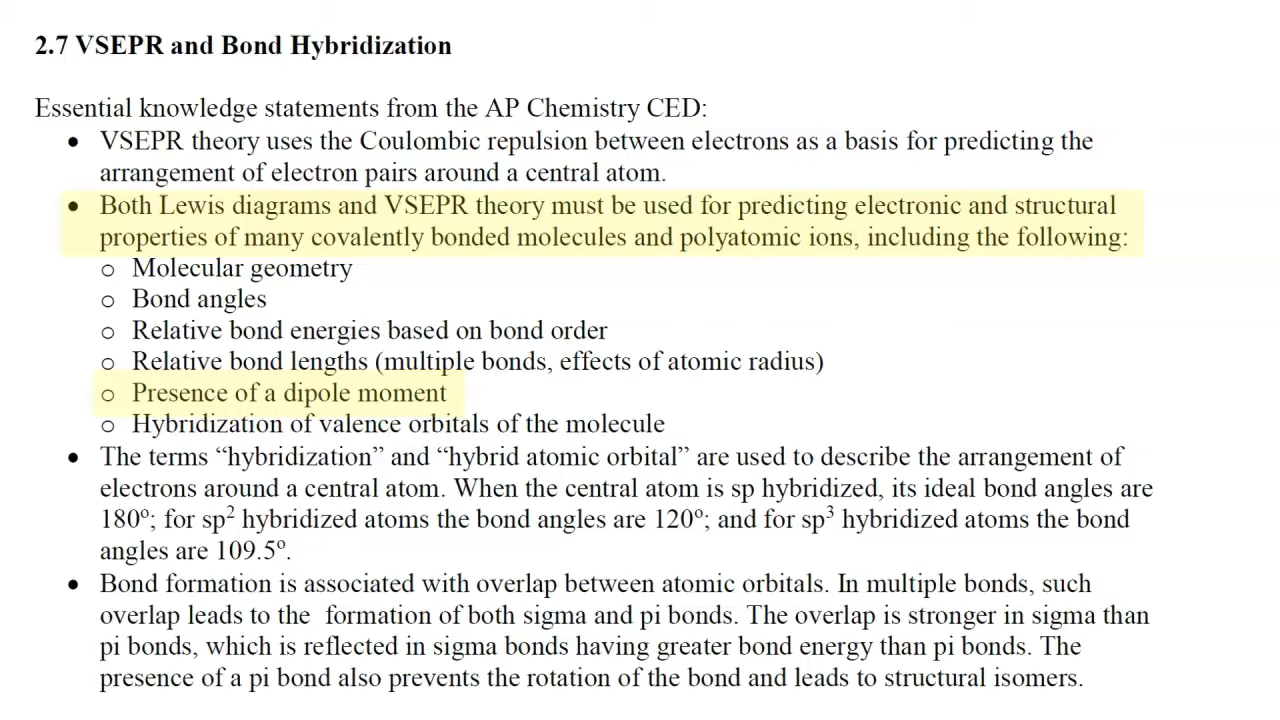 2.7 VSEPR and Bond Hybridization
Essential knowledge statements from the AP Chemistry CED:
• VSEPR theory uses the Coulombic repulsion between electrons as a basis for predicting the
arrangement of electron pairs around a central atom.
• Both Lewis diagrams and VSEPR theory must be used for predicting electronic and structural
properties of many covalently bonded molecules and polyatomic ions, including the following:
o Molecular geometry
o Bond angles
o Relative bond energies based on bond order
o Relative bond lengths (multiple bonds, effects of atomic radius)
o Presence of a dipole moment
o Hybridization of valence orbitals of the molecule
• The terms “hybridization” and “hybrid atomic orbital” are used to describe the arrangement of
electrons around a central atom. When the central atom is sp hybridized, its ideal bond angles are
180º; for sp² hybridized atoms the bond angles are 120º; and for sp³ hybridized atoms the bond
angles are 109.5º.
• Bond formation is associated with overlap between atomic orbitals. In multiple bonds, such
overlap leads to the formation of both sigma and pi bonds. The overlap is stronger in sigma than
pi bonds, which is reflected in sigma bonds having greater bond energy than pi bonds. The
presence of a pi bond also prevents the rotation of the bond and leads to structural isomers.